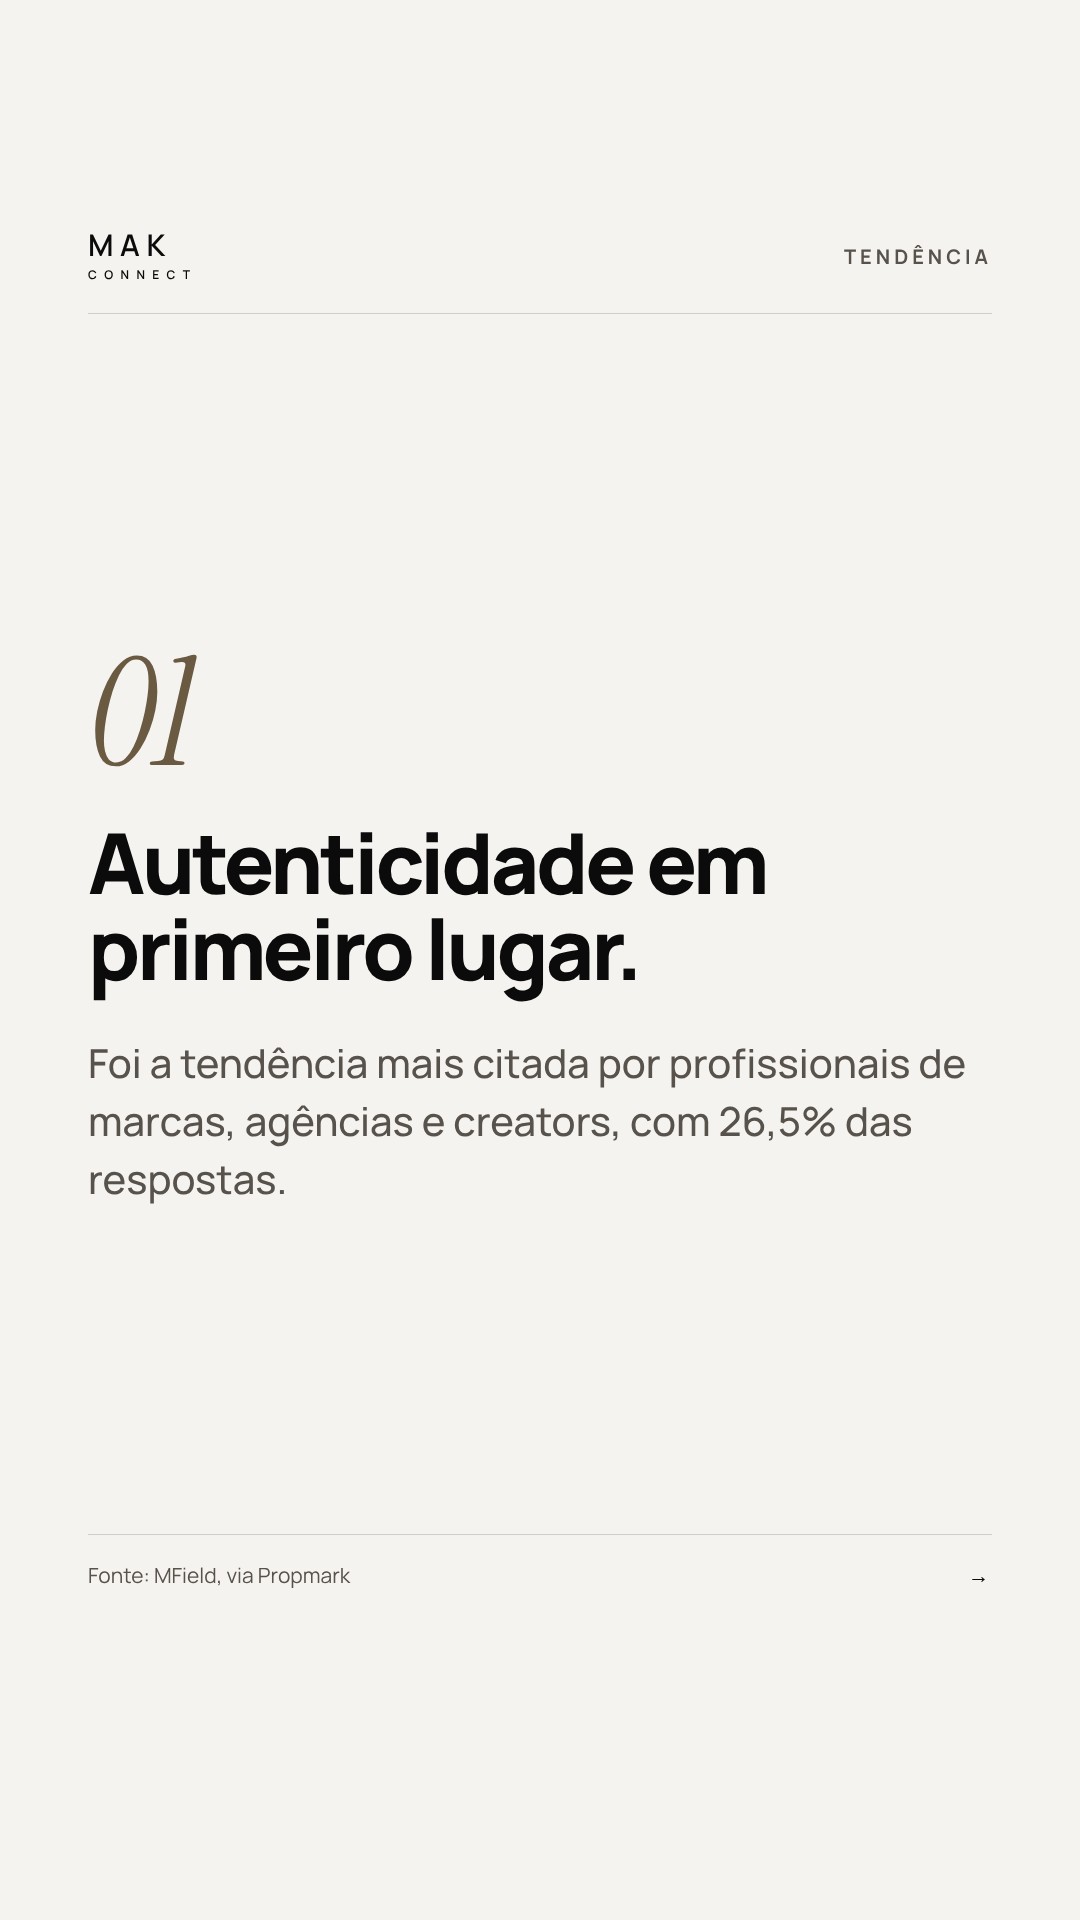 MAK
CONNECT
TENDÊNCIA
01
Autenticidade em
primeiro lugar.
Foi a tendência mais citada por profissionais de
marcas, agências e creators, com 26,5% das
respostas.
Fonte: MField, via Propmark
→